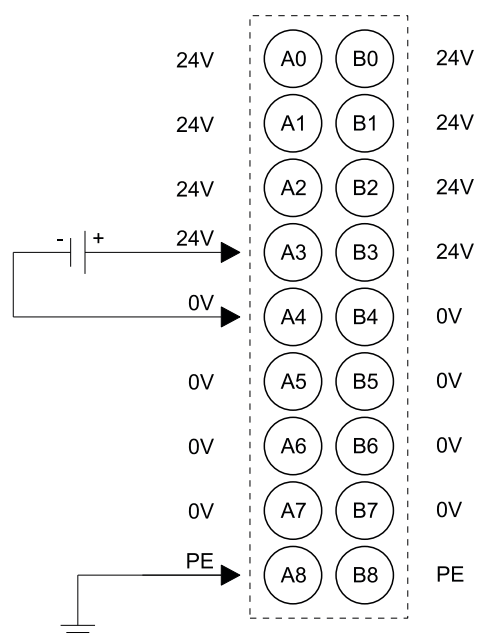 24V A0 B0 24V
24V A1 B1 24V
24V A2 B2 24V
- + 24V A3 B3 24V
0V A4 B4 0V
0V A5 B5 0V
0V A6 B6 0V
0V A7 B7 0V
PE A8 B8 PE